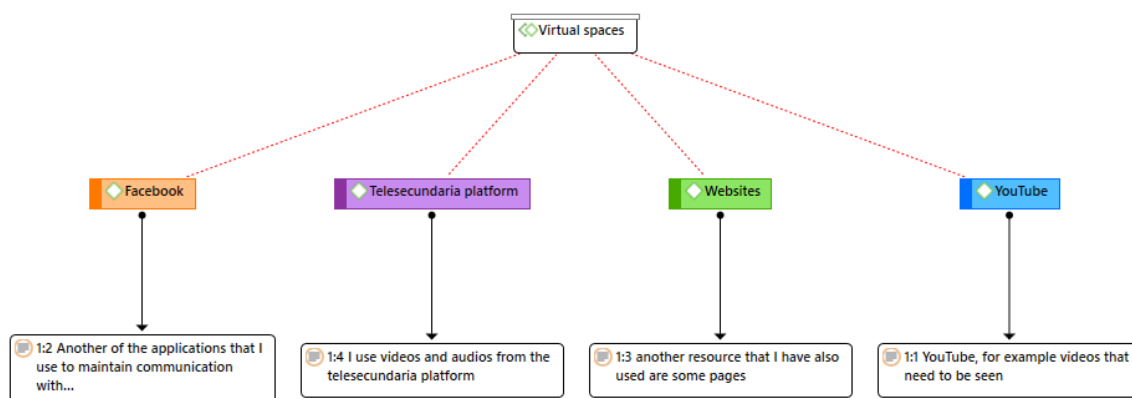 Virtual spaces
Facebook
Telesecundaria platform
Websites
YouTube
1:2 Another of the applications that I
use to maintain communication
with...
1:4 I use videos and audios from the
telesecundaria platform
1:3 another resource that I have also
used are some pages
1:1 YouTube, for example videos that
need to be seen